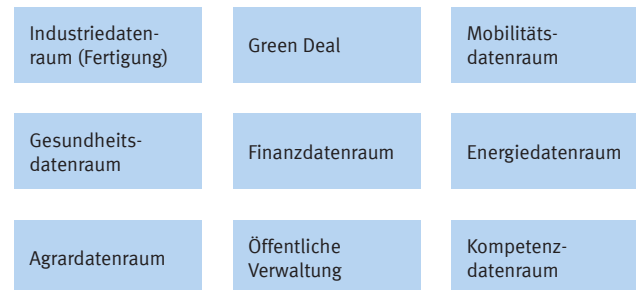 Industriedaten-
raum (Fertigung)
Green Deal
Mobilitäts-
datenraum
Gesundheits-
datenraum
Finanzdatenraum
Energiedatenraum
Agrardatenraum
Öffentliche
Verwaltung
Kompetenz-
datenraum